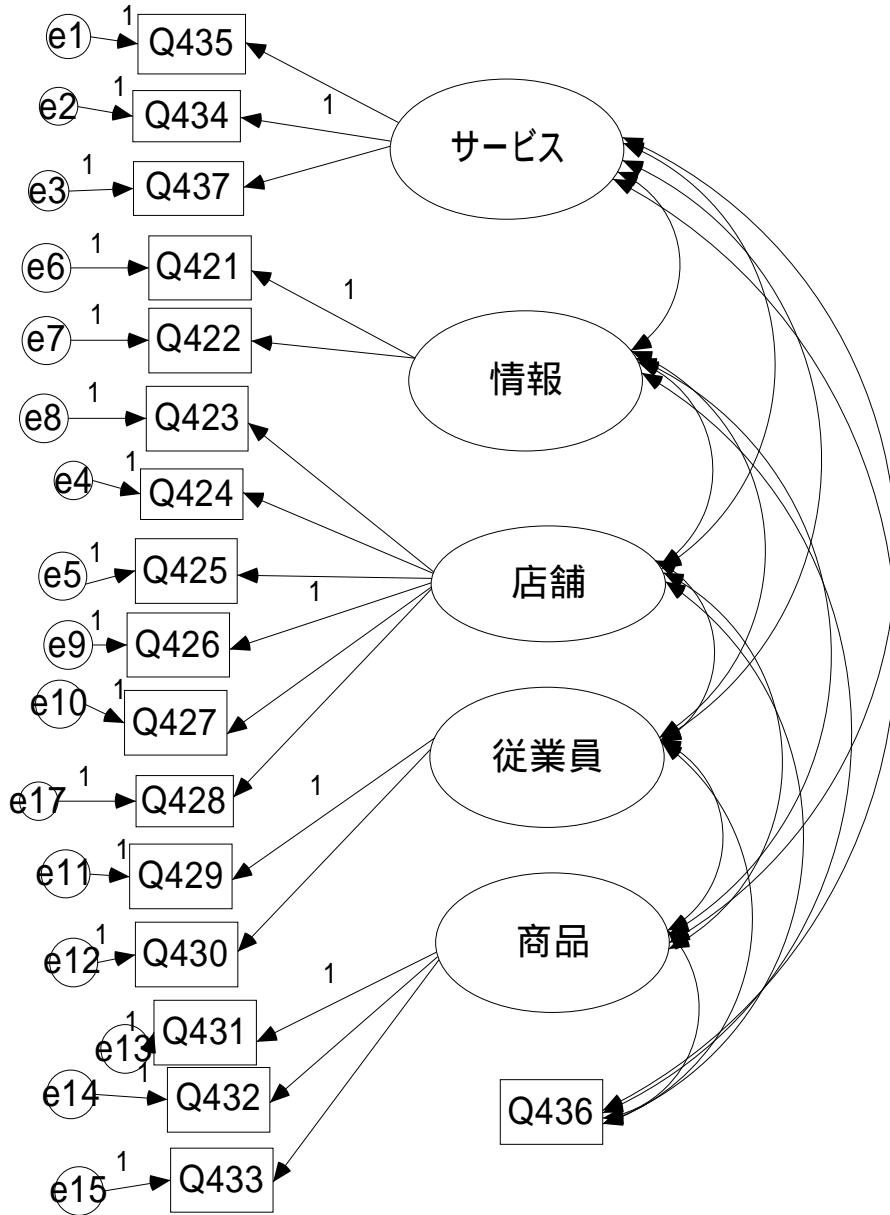 e1 1 Q435
e2 1 Q434 1
サービス
e3 1 Q437
e6 1 Q421 1
e7 1 Q422
情報
e8 1 Q423
e4 1 Q424
e5 1 Q425
店舗
e9 1 Q426 1
e10 1 Q427
従業員
e17 1 Q428 1
e11 1 Q429
e12 1 Q430
商品
e13 1 Q431 1
e14 1 Q432
Q436
e15 1 Q433